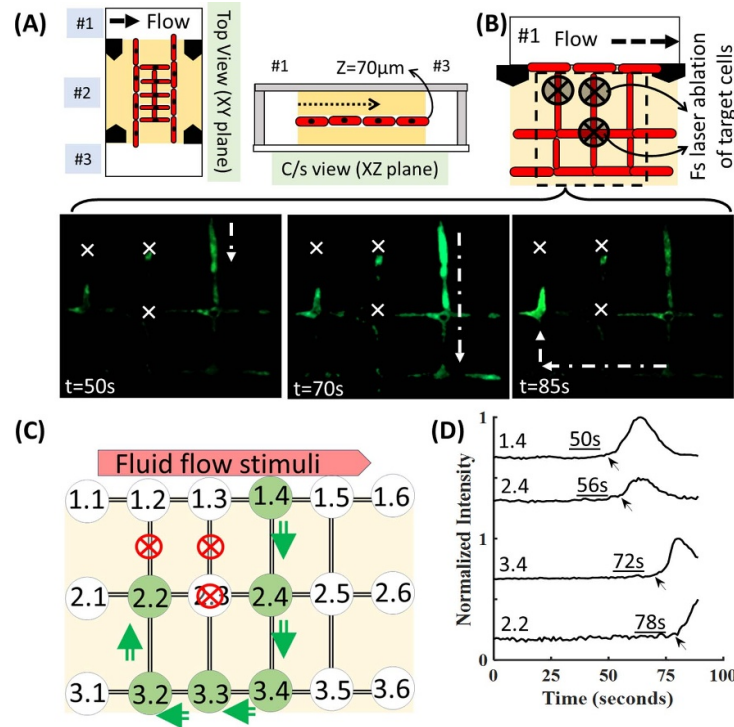 (A)
#1
Flow
#2
#3
Top View (XY plane)
#1
Z=70µm
#3
C/s view (XZ plane)
(B)
#1 Flow
Fs laser ablation
of target cells
t=50s
t=70s
t=85s
(C)
Fluid flow stimuli
1.1 1.2 1.3 1.4 1.5 1.6
2.1 2.2 2.3 2.4 2.5 2.6
3.1 3.2 3.3 3.4 3.5 3.6
(D)
Normalized Intensity
1
1.4 50s
2.4 56s
1
3.4 72s
2.2 78s
1
0 25 50 75 100
Time (seconds)